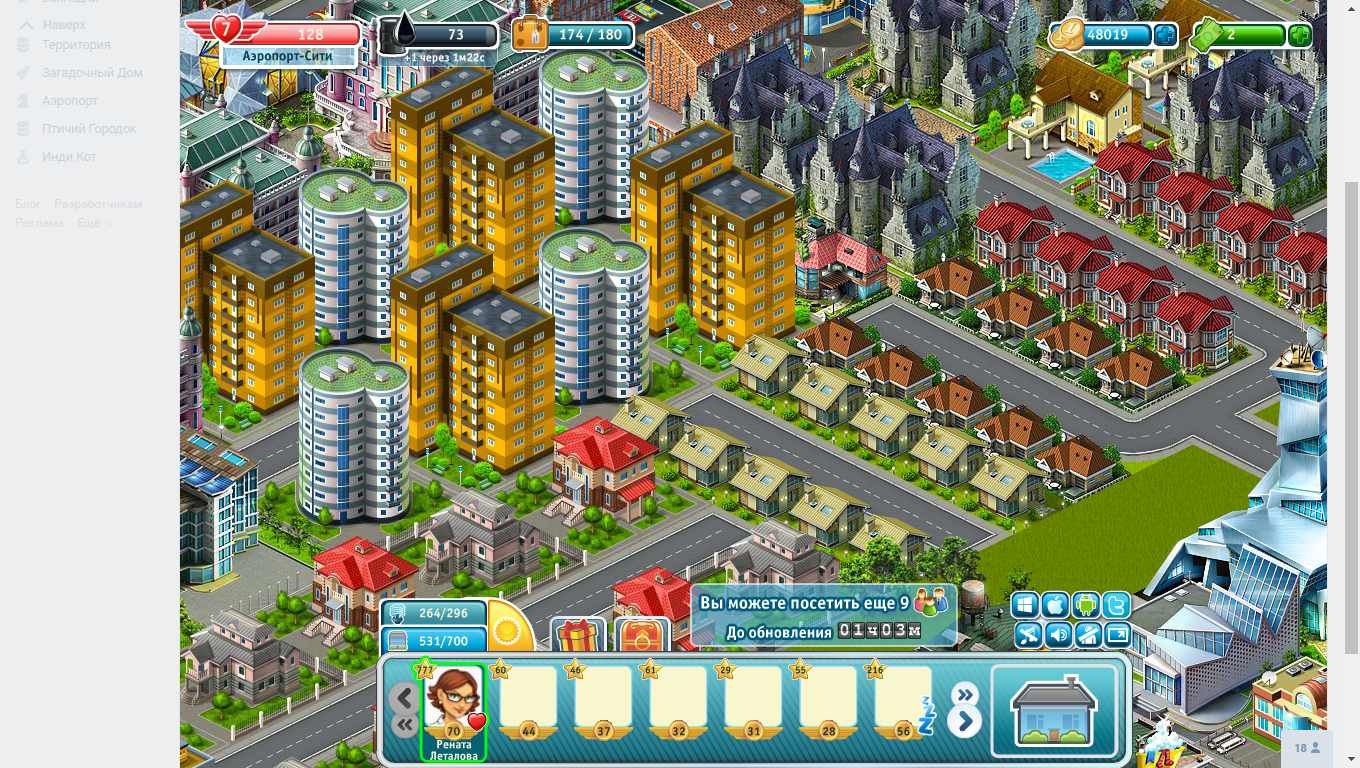 Наверх
Территория
Загадочный Дом
Аэропорт
Птичий Городок
Инди Кот
Блог Разработчикам
Реклама Ещё
7
128
Аэропорт-Сити
73
+1 через 1м22с
174 / 180
48019
2
264/296
531/700
Вы можете посетить еще 9
До обновления 01ч03м
777 60 46 61 29 55 216
70 44 37 32 31 28 56
Рената
Леталова
18